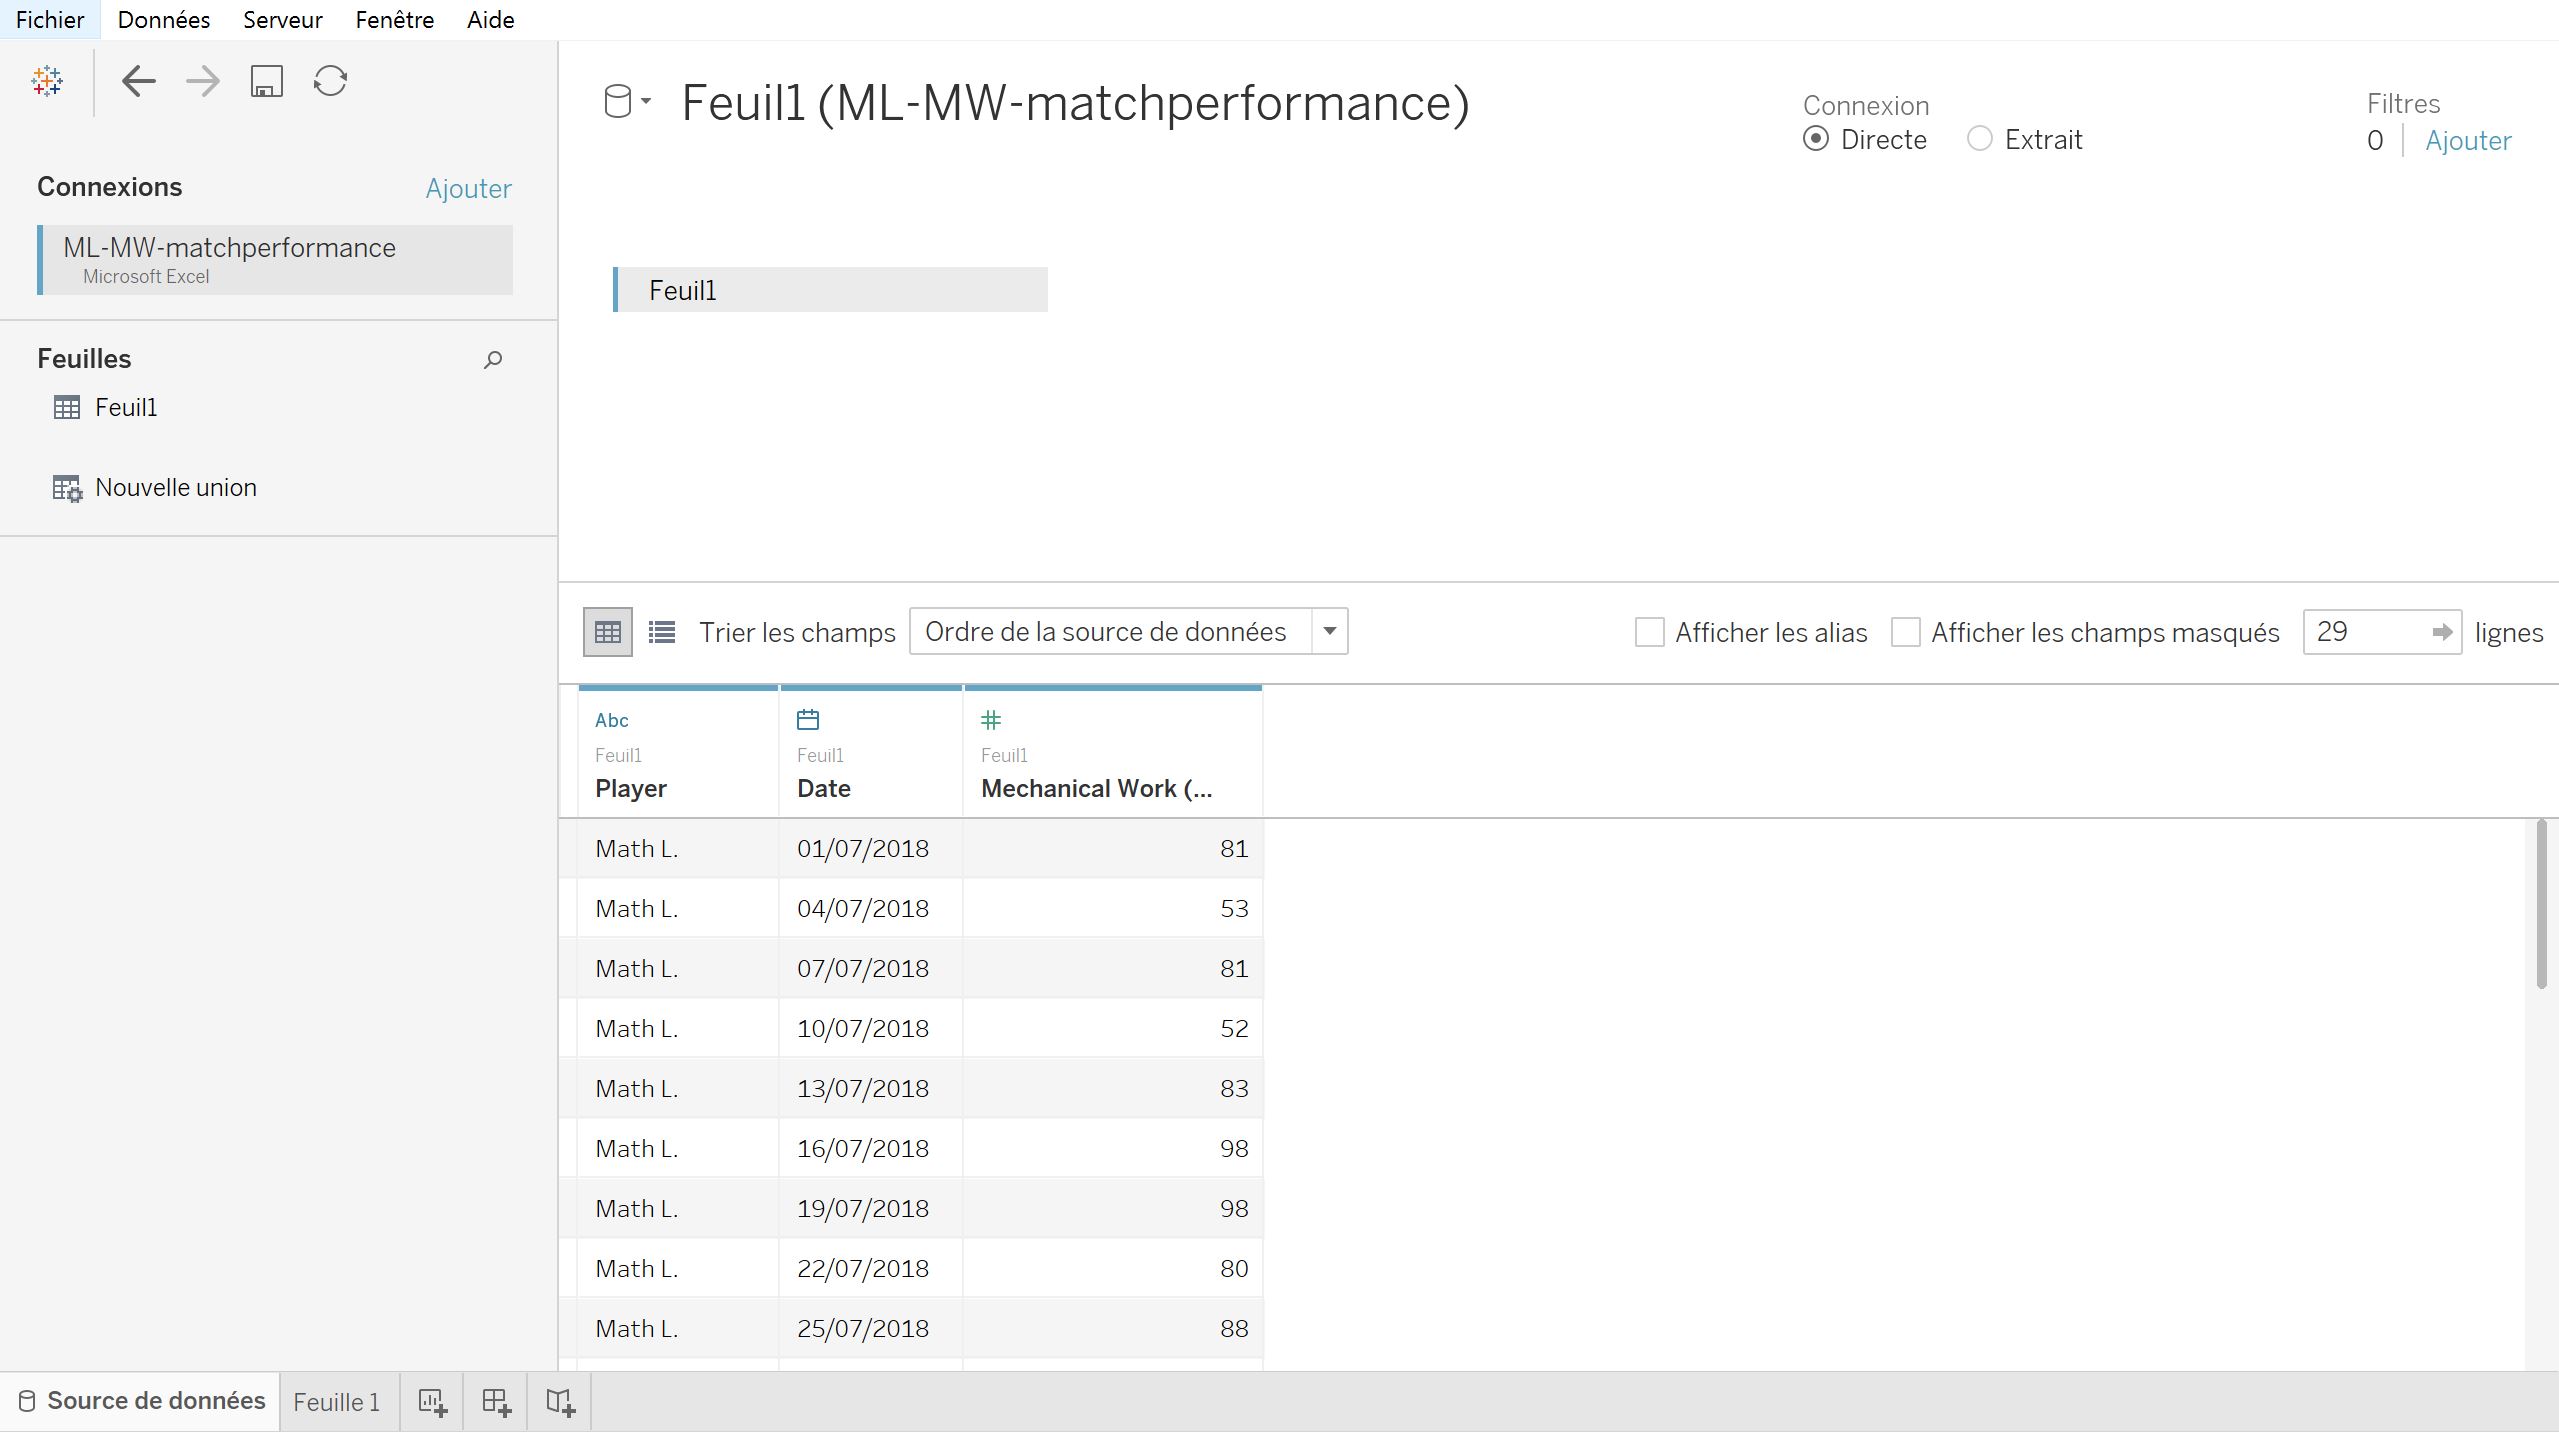 Fichier Données Serveur Fenêtre Aide
Feuil1 (ML-MW-matchperformance)
Connexion
Directe Extrait
Filtres
0 Ajouter
Connexions Ajouter
ML-MW-matchperformance
Microsoft Excel
Feuil1
Feuilles
Feuil1
Nouvelle union
Trier les champs Ordre de la source de données Afficher les alias Afficher les champs masqués 29 lignes
Abc
Feuil1 Feuil1 Feuil1
Player Date Mechanical Work (...
Math L. 01/07/2018 81
Math L. 04/07/2018 53
Math L. 07/07/2018 81
Math L. 10/07/2018 52
Math L. 13/07/2018 83
Math L. 16/07/2018 98
Math L. 19/07/2018 98
Math L. 22/07/2018 80
Math L. 25/07/2018 88
Source de données Feuille 1